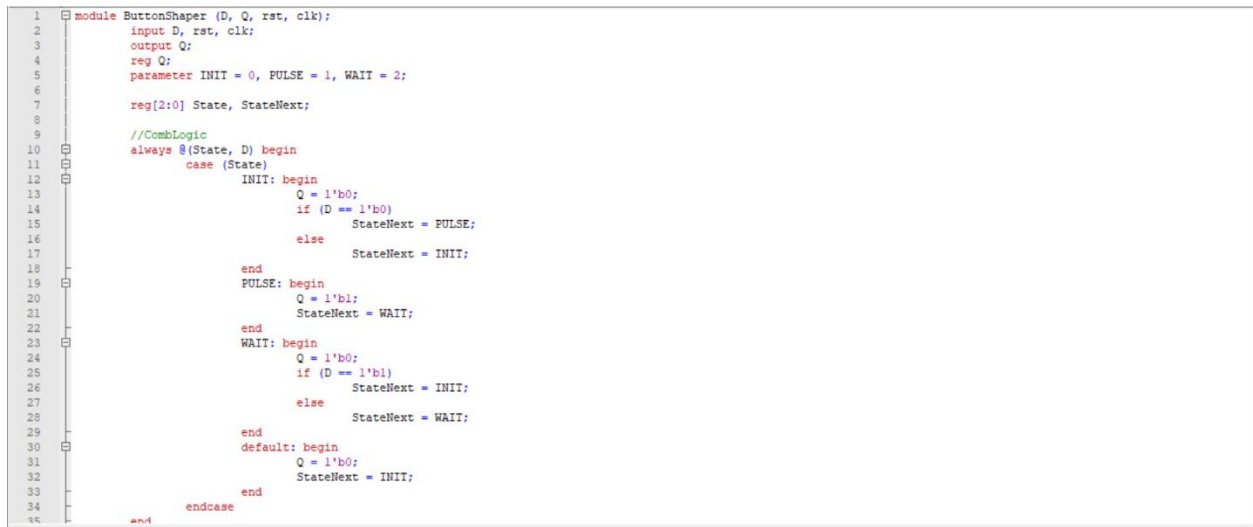 1 module ButtonShaper (D, Q, rst, clk);
2 input D, rst, clk;
3 output Q;
4 reg Q;
5 parameter INIT = 0, PULSE = 1, WAIT = 2;
6
7 reg[2:0] State, StateNext;
8
9 //CombLogic
10 always @(State, D) begin
11 case (State)
12 INIT: begin
13 Q = 1'b0;
14 if (D == 1'b0)
15 StateNext = PULSE;
16 else
17 StateNext = INIT;
18 end
19 PULSE: begin
20 Q = 1'b1;
21 StateNext = WAIT;
22 end
23 WAIT: begin
24 Q = 1'b0;
25 if (D == 1'b1)
26 StateNext = INIT;
27 else
28 StateNext = WAIT;
29 end
30 default: begin
31 Q = 1'b0;
32 StateNext = INIT;
33 end
34 endcase
35 end